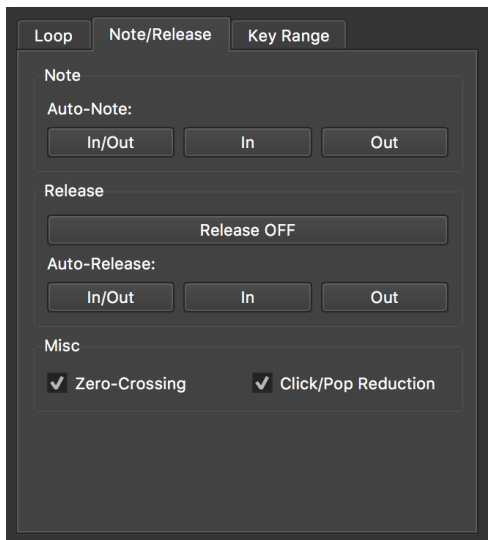 Loop Note/Release Key Range
Note
Auto-Note:
In/Out In Out
Release
Release OFF
Auto-Release:
In/Out In Out
Misc
Zero-Crossing Click/Pop Reduction